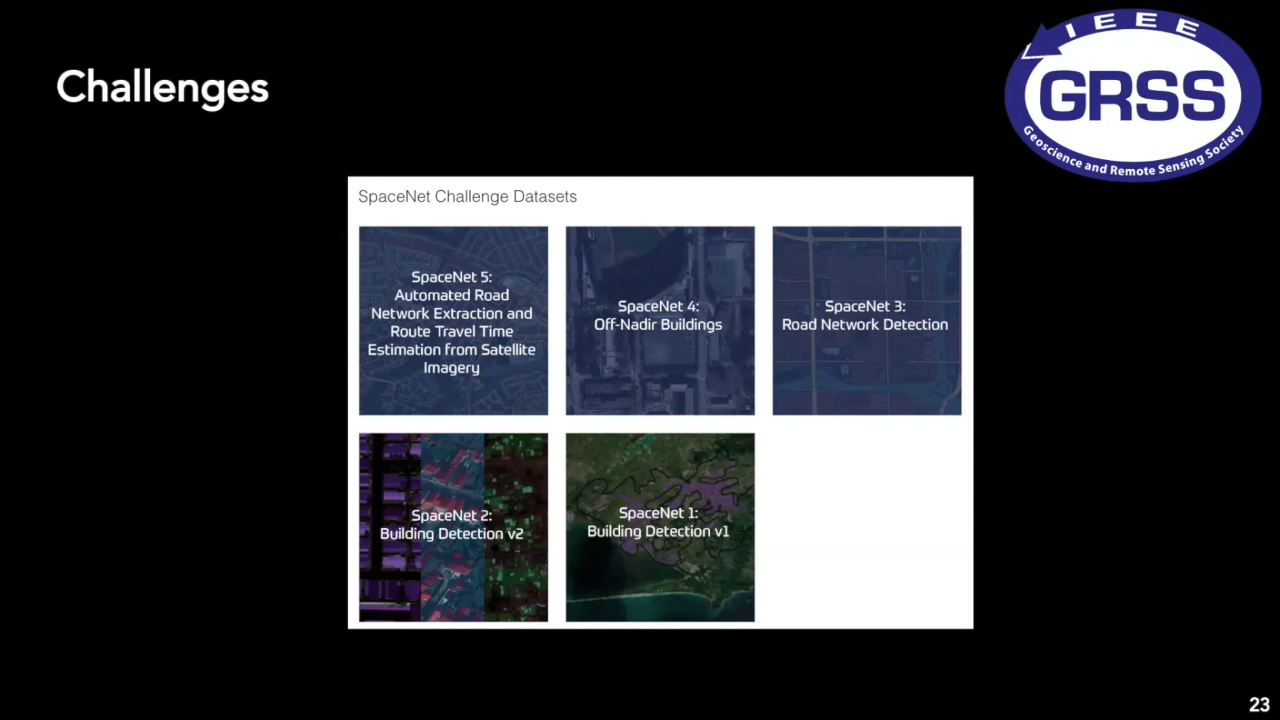 Challenges
IEEE
GRSS
Geoscience and Remote Sensing Society
SpaceNet Challenge Datasets
SpaceNet 5:
Automated Road
Network Extraction and
Route Travel Time
Estimation from Satellite
Imagery
SpaceNet 4:
Off-Nadir Buildings
SpaceNet 3:
Road Network Detection
SpaceNet 2:
Building Detection v2
SpaceNet 1:
Building Detection v1
23